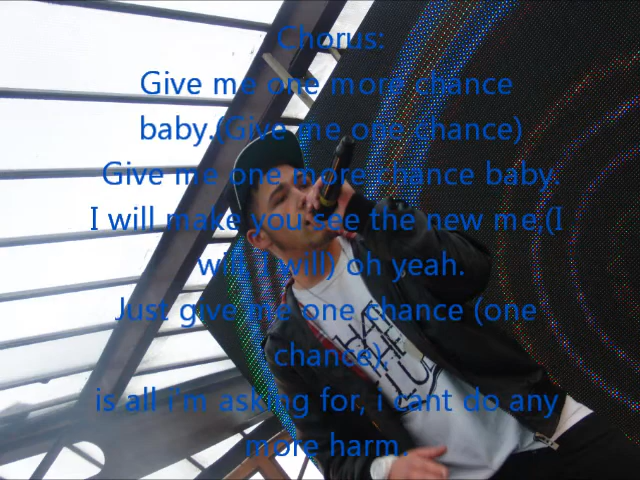 Chorus:
Give me one more chance
baby.(Give me one chance)
Give me one more chance baby.
I will make you see the new me,(I
will, I will) oh yeah.
Just give me one chance (one
chance)..
is all i'm asking for, i cant do any
more harm.